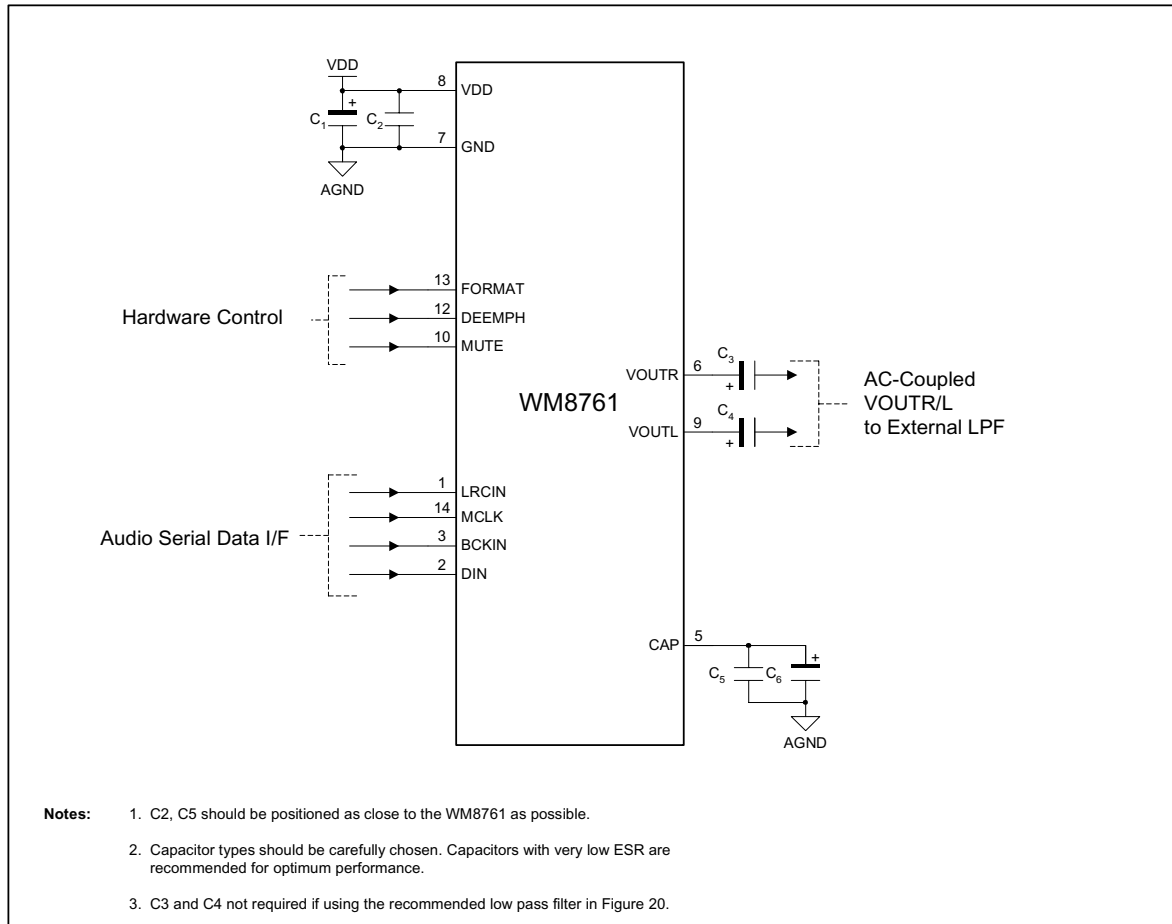 VDD
8
VDD
+
C1
C2
7
GND
AGND
13
FORMAT
Hardware Control
12
DEEMPH
10
MUTE
WM8761
VOUTR
6
C3
+
VOUTL
9
C4
+
AC-Coupled
VOUTR/L
to External LPF
1
LRCIN
14
MCLK
Audio Serial Data I/F
3
BCKIN
2
DIN
CAP
5
C5
C6
+
AGND
Notes:
1. C2, C5 should be positioned as close to the WM8761 as possible.
2. Capacitor types should be carefully chosen. Capacitors with very low ESR are
recommended for optimum performance.
3. C3 and C4 not required if using the recommended low pass filter in Figure 20.